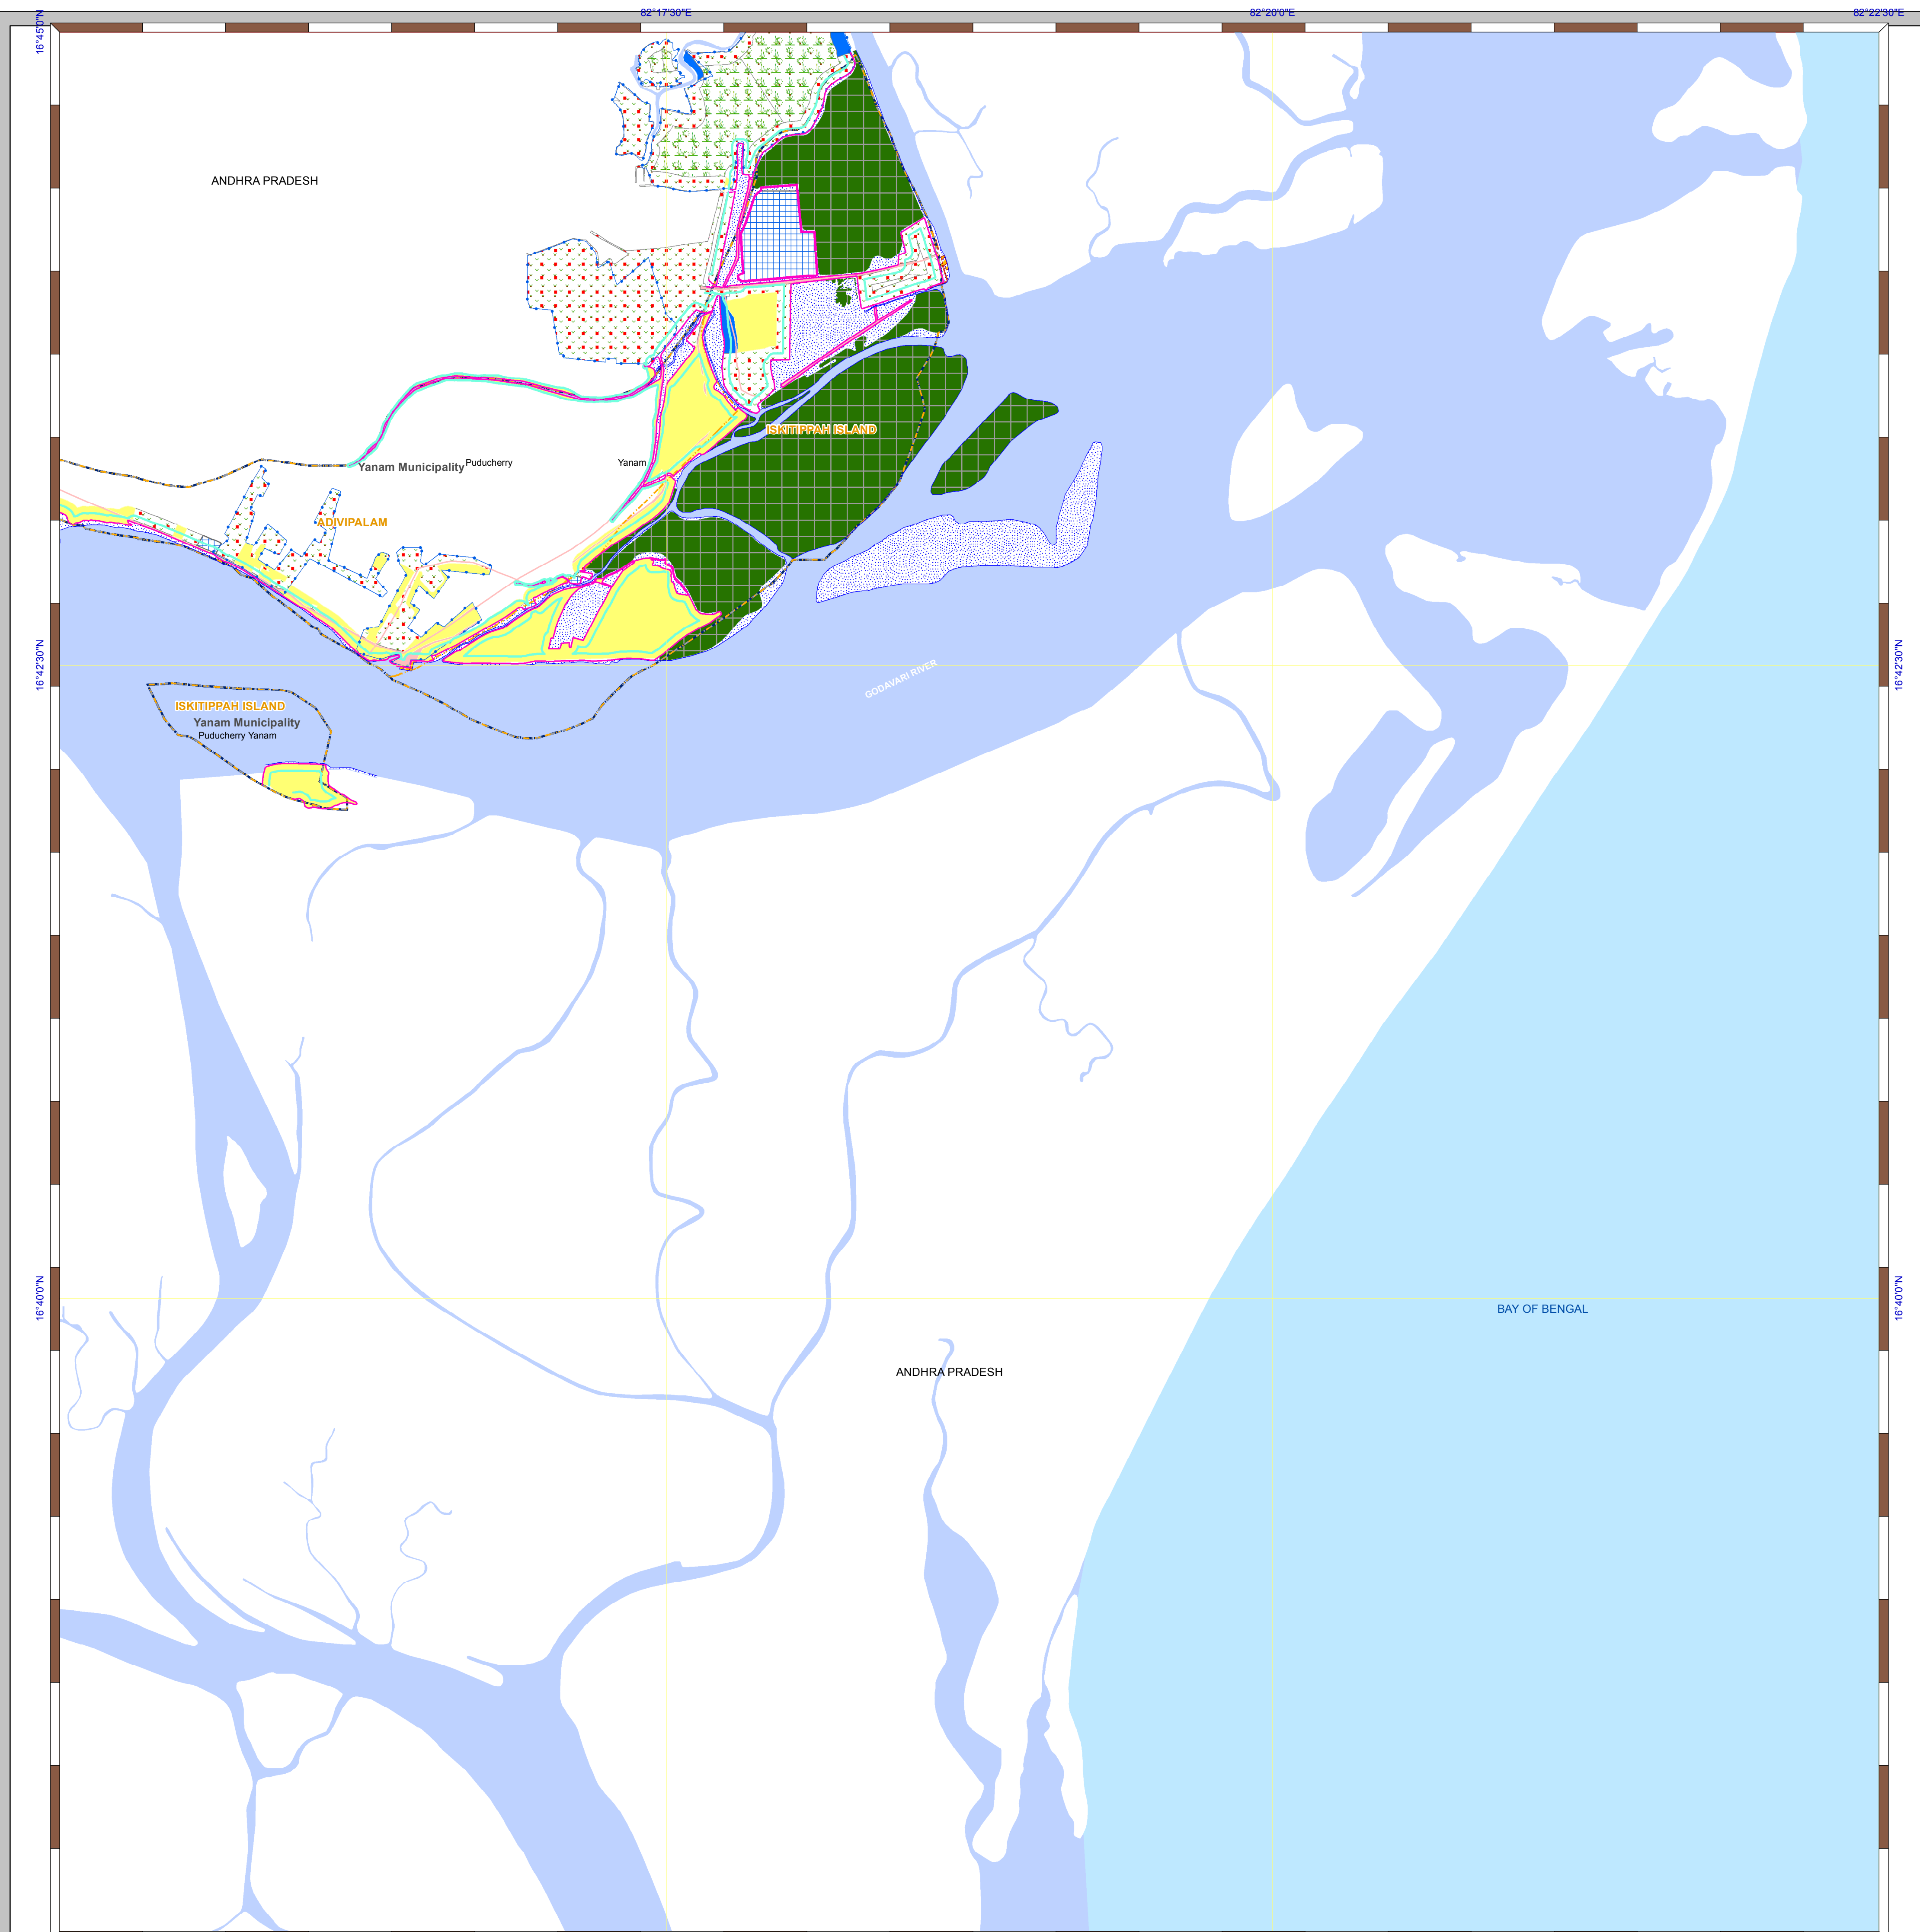 82°17'30"E
82°20'0"E
82°22'30"E
16°45'0"N
ANDHRA PRADESH
ISKITIPPAH ISLAND
Yanam Municipality
Puducherry
Yanam
ADIVIPALAM
16°42'30"N
16°42'30"N
GODAVARI RIVER
ISKITIPPAH ISLAND
Yanam Municipality
Puducherry Yanam
16°40'0"N
16°40'0"N
BAY OF BENGAL
ANDHRA PRADESH